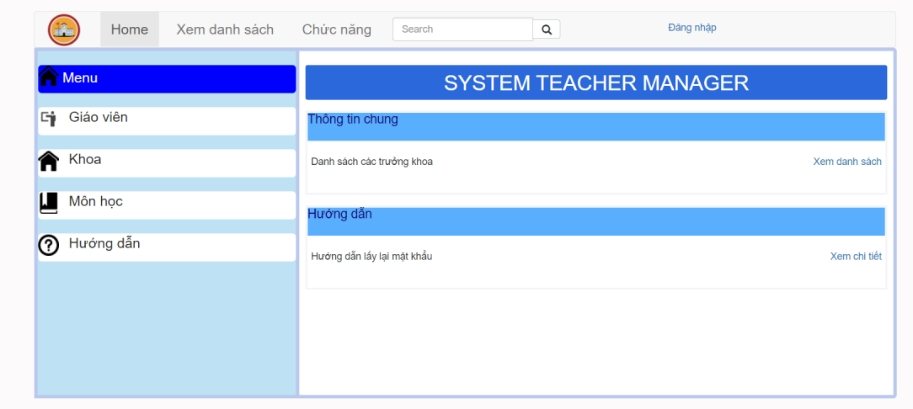 Home Xem danh sách Chức năng Search Đăng nhập
Menu
Giáo viên
Khoa
Môn học
Hướng dẫn
SYSTEM TEACHER MANAGER
Thông tin chung
Danh sách các trưởng khoa Xem danh sách
Hướng dẫn
Hướng dẫn lấy lại mật khẩu Xem chi tiết